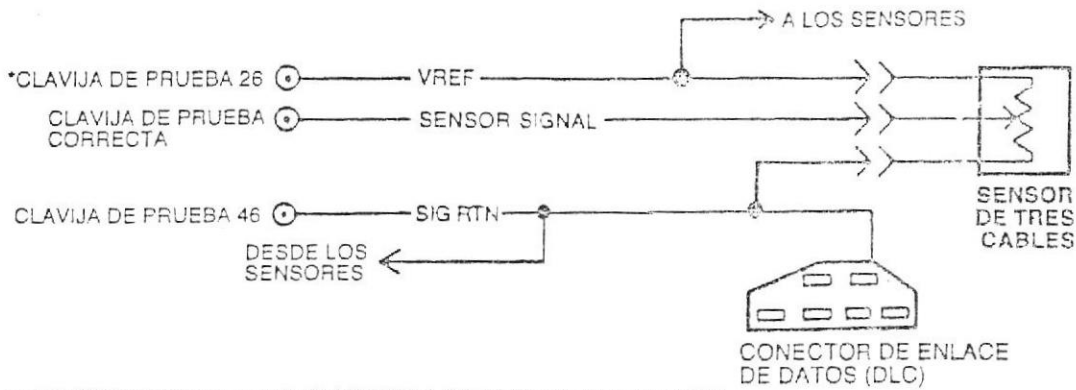 A LOS SENSORES
*CLAVIJA DE PRUEBA 26
VREF
CLAVIJA DE PRUEBA
CORRECTA
SENSOR SIGNAL
CLAVIJA DE PRUEBA 46
SIG RTN
DESDE LOS
SENSORES
SENSOR
DE TRES
CABLES
CONECTOR DE ENLACE
DE DATOS (DLC)